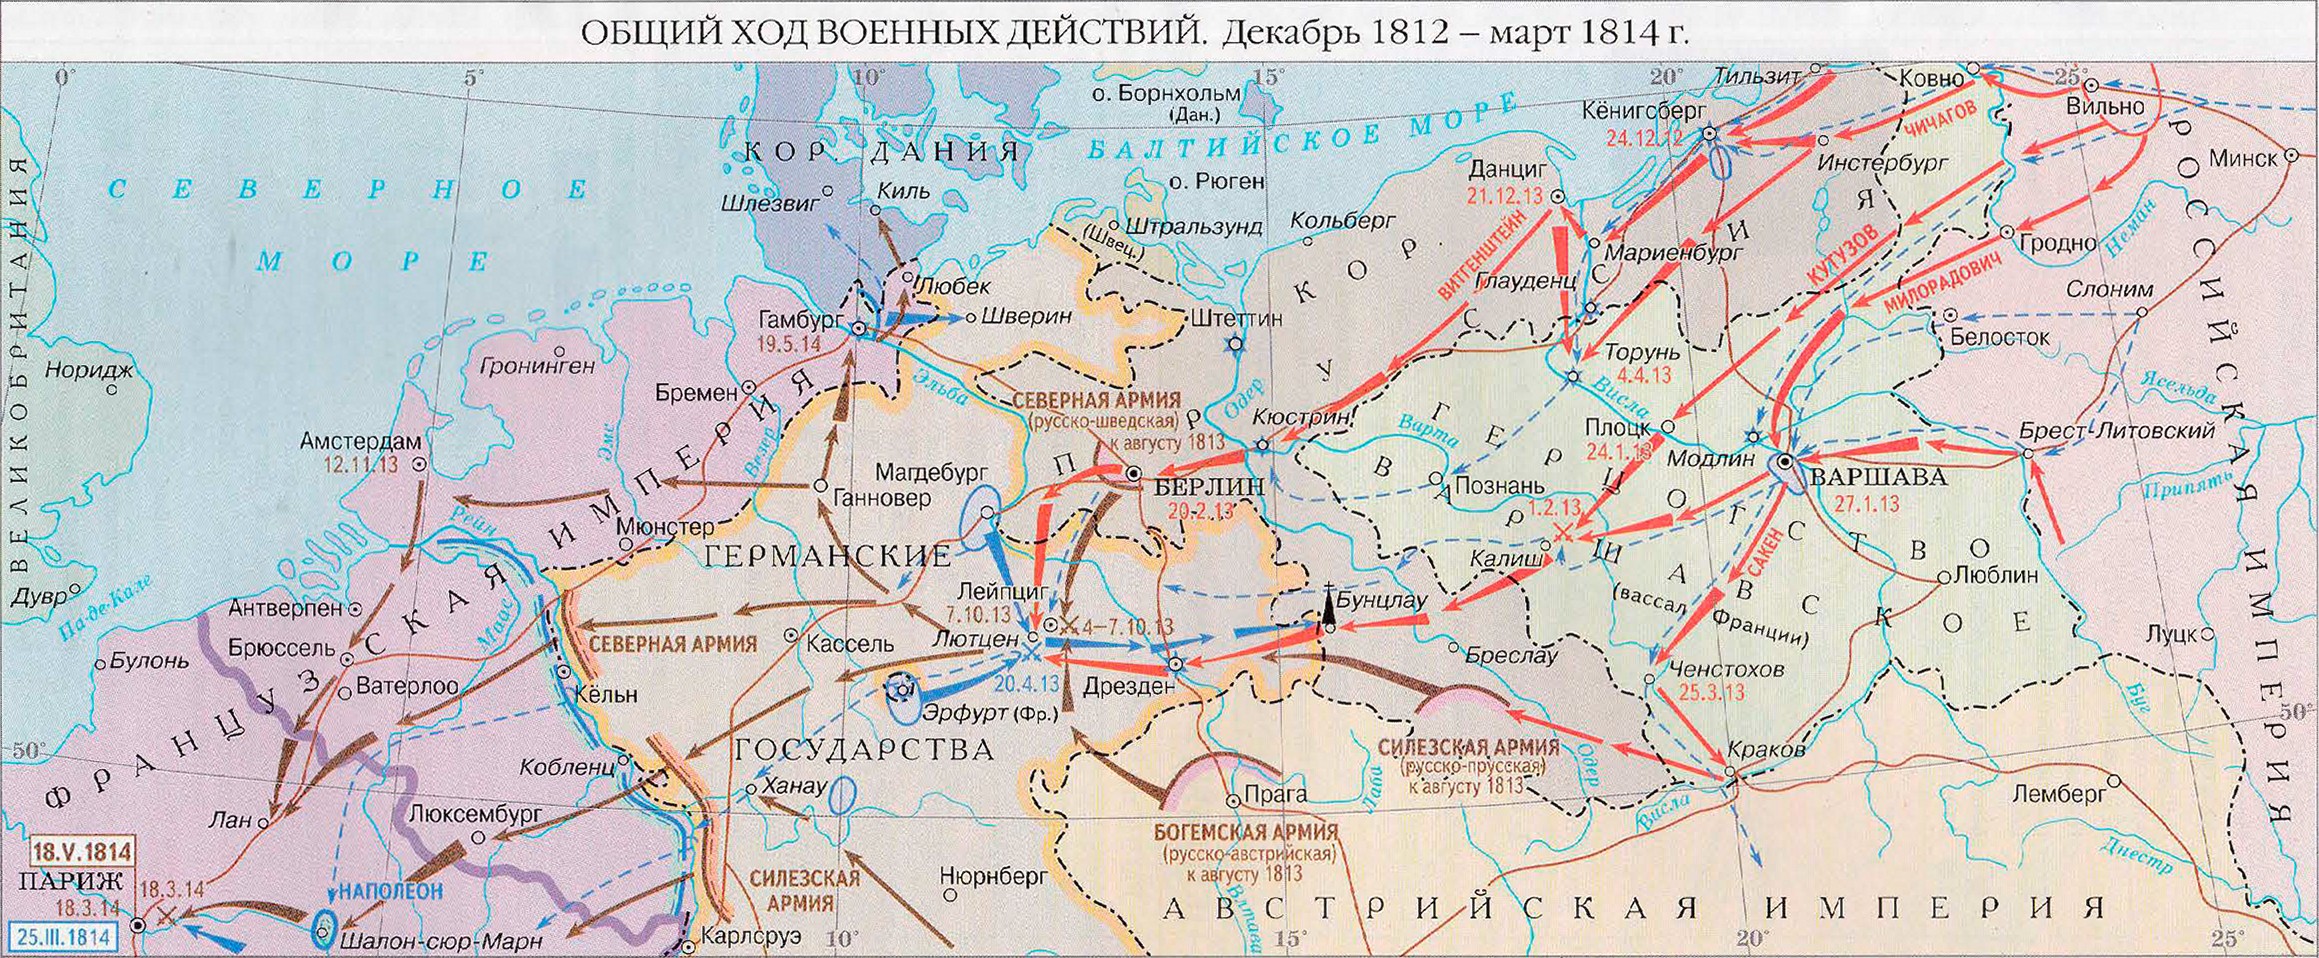 ОБЩИЙ ХОД ВОЕННЫХ ДЕЙСТВИЙ. Декабрь 1812 – март 1814 г.
0°
5°
10°
15°
20°
25°
Тильзит
Ковно
Вильно
о. Борнхольм
(Дан.)
Кёнигсберг
24.12.12
ЧИЧАГОВ
БАЛТИЙСКОЕ МОРЕ
КОР. ДАНИЯ
Минск
Инстербург
Данциг
21.12.13
о. Рюген
СЕВЕРНОЕ
МОРЕ
ВЕЛИКОБРИТАНИЯ
РОССИЙСКАЯ ИМПЕРИЯ
Шлезвиг
Киль
Штральзунд
(Швец.)
Кольберг
ВИТГЕНШТЕЙН
Мариенбург
КУТУЗОВ
Гродно
Неман
МИЛОРАДОВИЧ
Глауденц
КОР. ПРУССИЯ
Любек
Слоним
Гамбург
19.5.14
Шверин
Штеттин
Белосток
Норидж
Гронинген
Торунь
4.4.13
Висла
Эльба
Ясельда
Бремен
СЕВЕРНАЯ АРМИЯ
(русско-шведская)
к августу 1813
Одер
Кюстрин
Варта
Плоцк
24.1.13
Модлин
Брест-Литовский
Амстердам
12.11.13
Эмс
Везер
Магдебург
Ганновер
БЕРЛИН
20.2.13
Познань
ВАРШАВА
27.1.13
Припять
ГЕРЦОГСТВО
ВАРШАВСКОЕ
(вассал Франции)
1.2.13
Калиш
САКЕН
Рейн
Мюнстер
ФРАНЦУЗСКАЯ ИМПЕРИЯ
ГЕРМАНСКИЕ
ГОСУДАРСТВА
Люблин
Дувр
Па-де-Кале
Антверпен
Маас
Лейпциг
7.10.13
4–7.10.13
Бунцлау
Лютцен
20.4.13
СЕВЕРНАЯ АРМИЯ
Кассель
Булонь
Брюссель
Ватерлоо
Бреслау
Луцк
Кёльн
Дрезден
Ченстохов
25.3.13
Эрфурт (Фр.)
Буг
50°
50°
Кобленц
Ханау
СИЛЕЗСКАЯ АРМИЯ
(русско-прусская)
к августу 1813
Одер
Краков
Лаба
Прага
Висла
Лемберг
Лан
Люксембург
БОГЕМСКАЯ АРМИЯ
(русско-австрийская)
к августу 1813
Днестр
18.V.1814
ПАРИЖ
18.3.14
18.3.14
25.III.1814
НАПОЛЕОН
Шалон-сюр-Марн
СИЛЕЗСКАЯ
АРМИЯ
Нюрнберг
Влтава
АВСТРИЙСКАЯ ИМПЕРИЯ
Карлсруэ
10°
15°
20°
25°